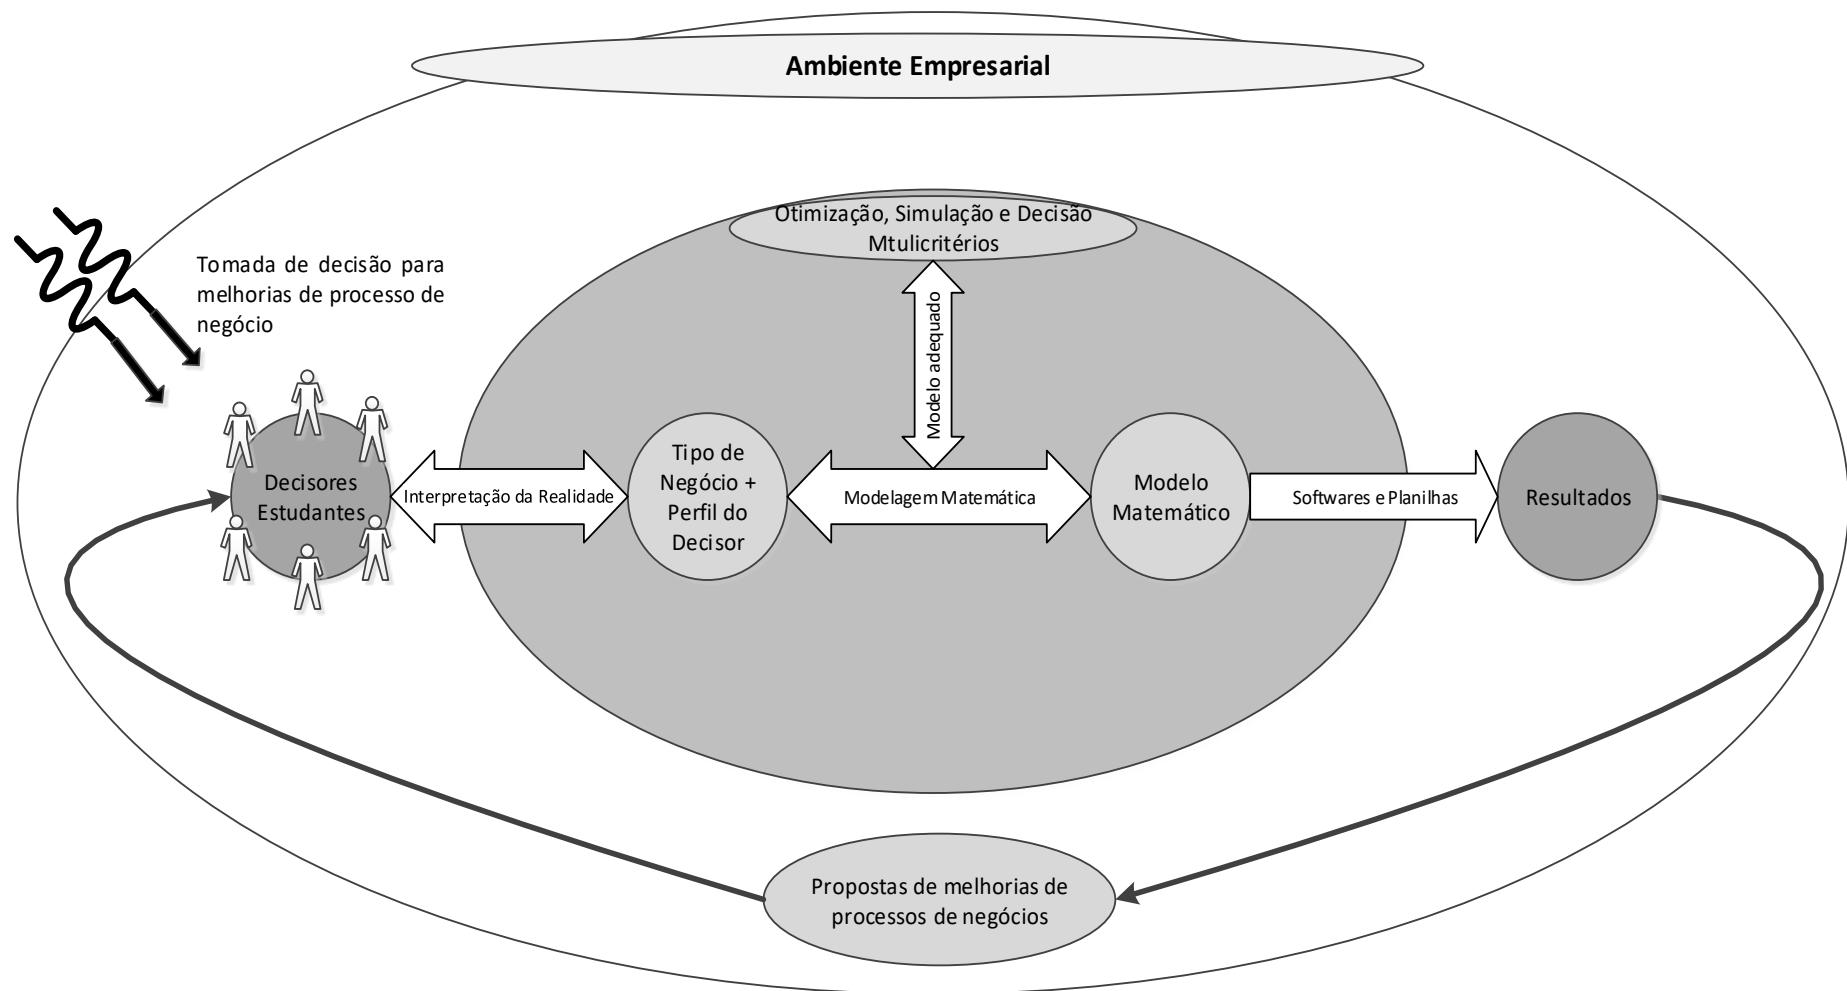 Ambiente Empresarial
Otimização, Simulação e Decisão
Mtulicritérios
Tomada de decisão para
melhorias de processo de
negócio
Modelo adequado
Decisores
Estudantes
Interpretação da Realidade
Tipo de
Negócio +
Perfil do
Decisor
Modelagem Matemática
Modelo
Matemático
Softwares e Planilhas
Resultados
Propostas de melhorias de
processos de negócios